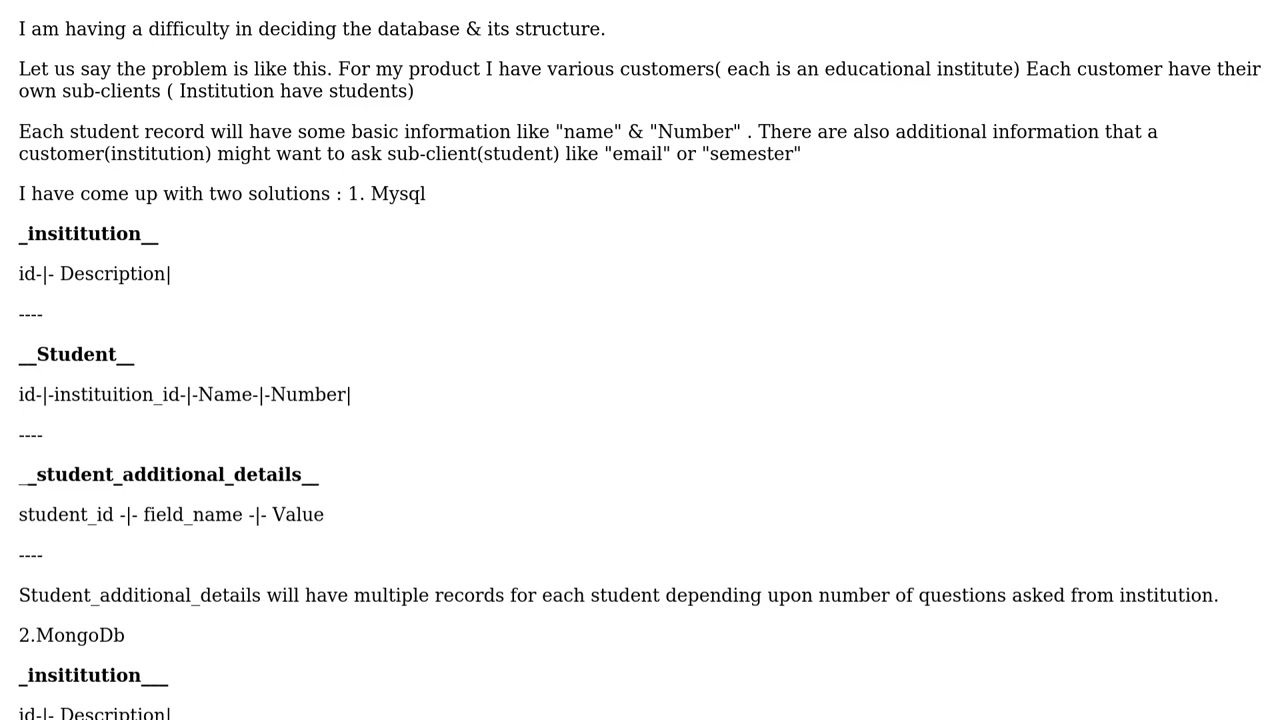 I am having a difficulty in deciding the database & its structure.
Let us say the problem is like this. For my product I have various customers( each is an educational institute) Each customer have their
own sub-clients ( Institution have students)
Each student record will have some basic information like "name" & "Number" . There are also additional information that a
customer(institution) might want to ask sub-client(student) like "email" or "semester"
I have come up with two solutions : 1. Mysql
_insititution__
id-|- Description|
----
__Student__
id-|-instituition_id-|-Name-|-Number|
----
__student_additional_details__
student_id -|- field_name -|- Value
----
Student_additional_details will have multiple records for each student depending upon number of questions asked from institution.
2.MongoDb
_insititution___
id-|- Description|